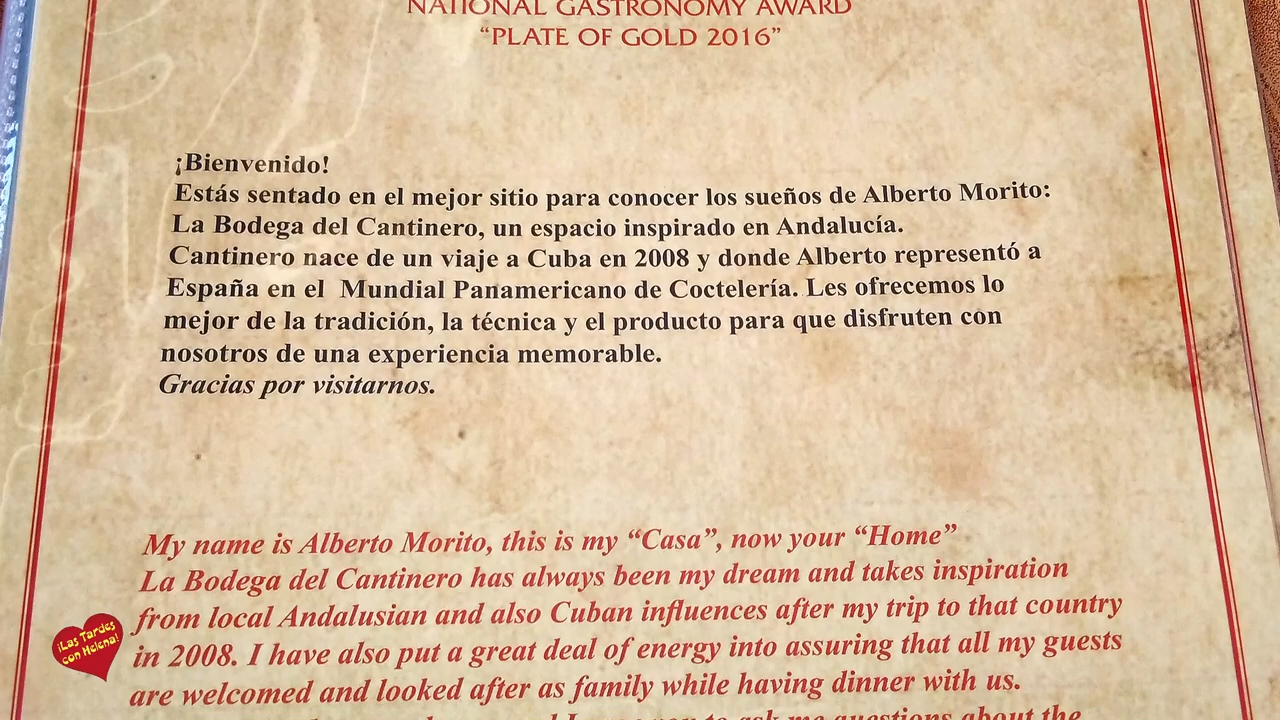 NATIONAL GASTRONOMY AWARD
“PLATE OF GOLD 2016”
¡Bienvenido!
Estás sentado en el mejor sitio para conocer los sueños de Alberto Morito:
La Bodega del Cantinero, un espacio inspirado en Andalucía.
Cantinero nace de un viaje a Cuba en 2008 y donde Alberto representó a
España en el Mundial Panamericano de Coctelería. Les ofrecemos lo
mejor de la tradición, la técnica y el producto para que disfruten con
nosotros de una experiencia memorable.
Gracias por visitarnos.
My name is Alberto Morito, this is my “Casa”, now your “Home”
La Bodega del Cantinero has always been my dream and takes inspiration
from local Andalusian and also Cuban influences after my trip to that country
in 2008. I have also put a great deal of energy into assuring that all my guests
are welcomed and looked after as family while having dinner with us.
you to ask me questions about the
¡Las Tardes
con Helena!